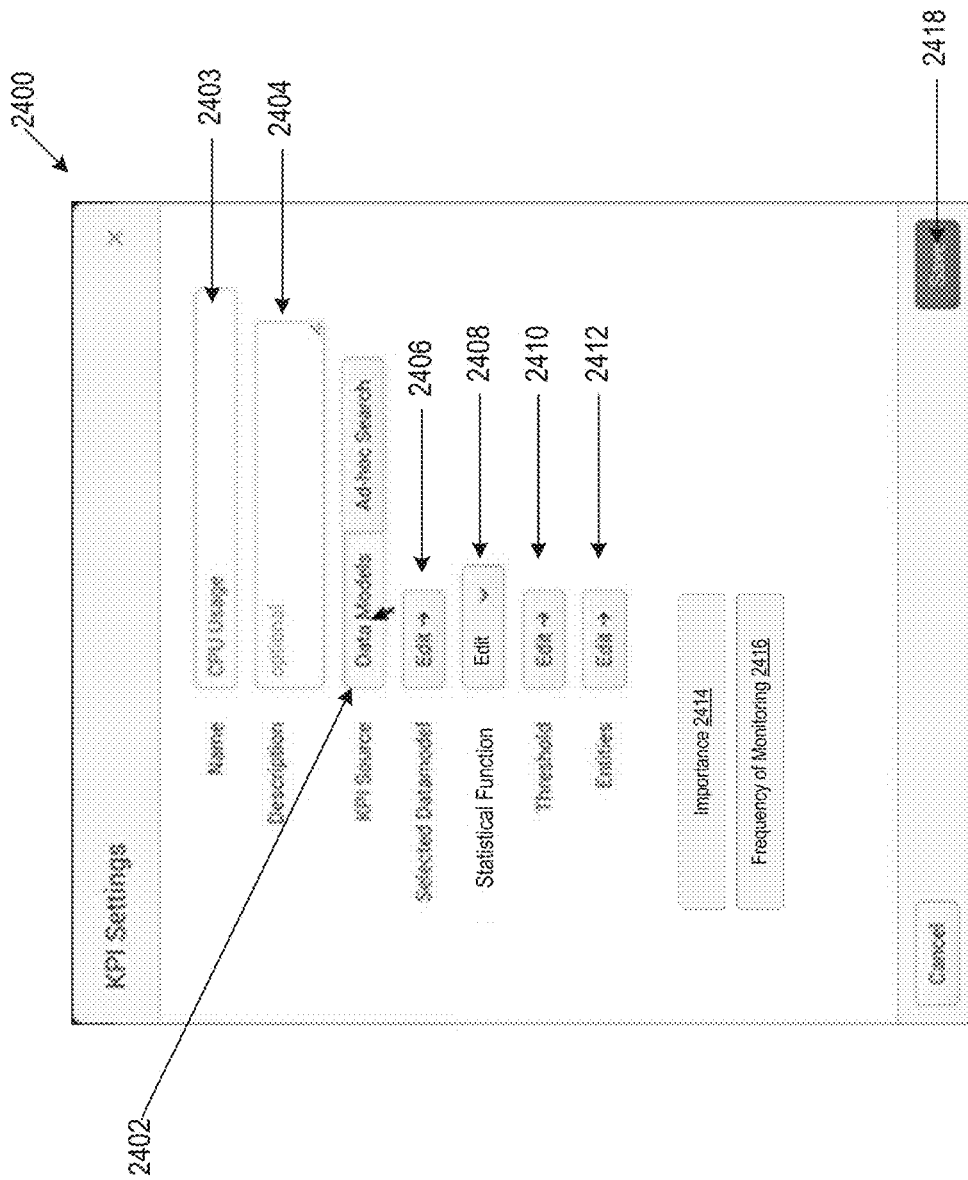 2400
KPI Settings X
Name CPU Usage 2403
Description optional 2404
2402 KPI Source Data Models Ad-hoc Search
Selected Datamodel Edit → 2406
Statistical Function Edit 2408
Threshold Edit → 2410
Entities Edit → 2412
Importance 2414
Frequency of Monitoring 2416
Cancel 2418